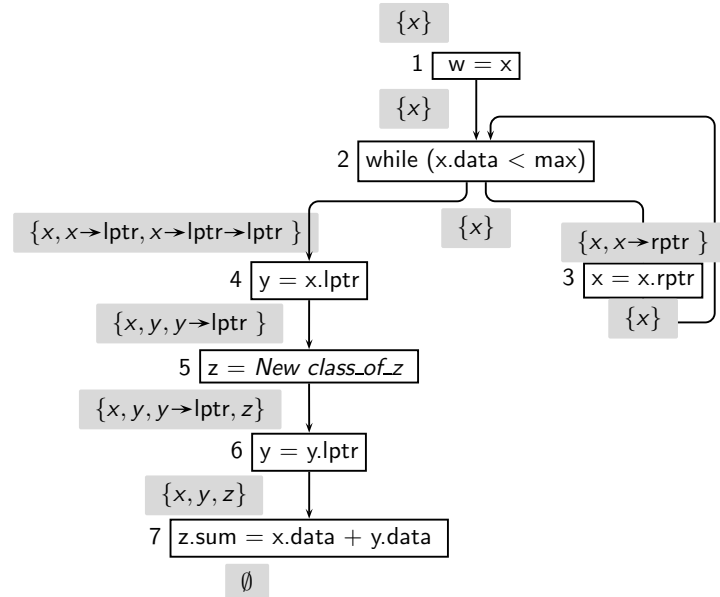 {x}
1 w = x
{x}
2 while (x.data < max)
{x, x→lptr, x→lptr→lptr }
{x}
{x, x→rptr }
4 y = x.lptr
3 x = x.rptr
{x, y, y→lptr }
{x}
5 z = New class_of_z
{x, y, y→lptr, z}
6 y = y.lptr
{x, y, z}
7 z.sum = x.data + y.data
∅